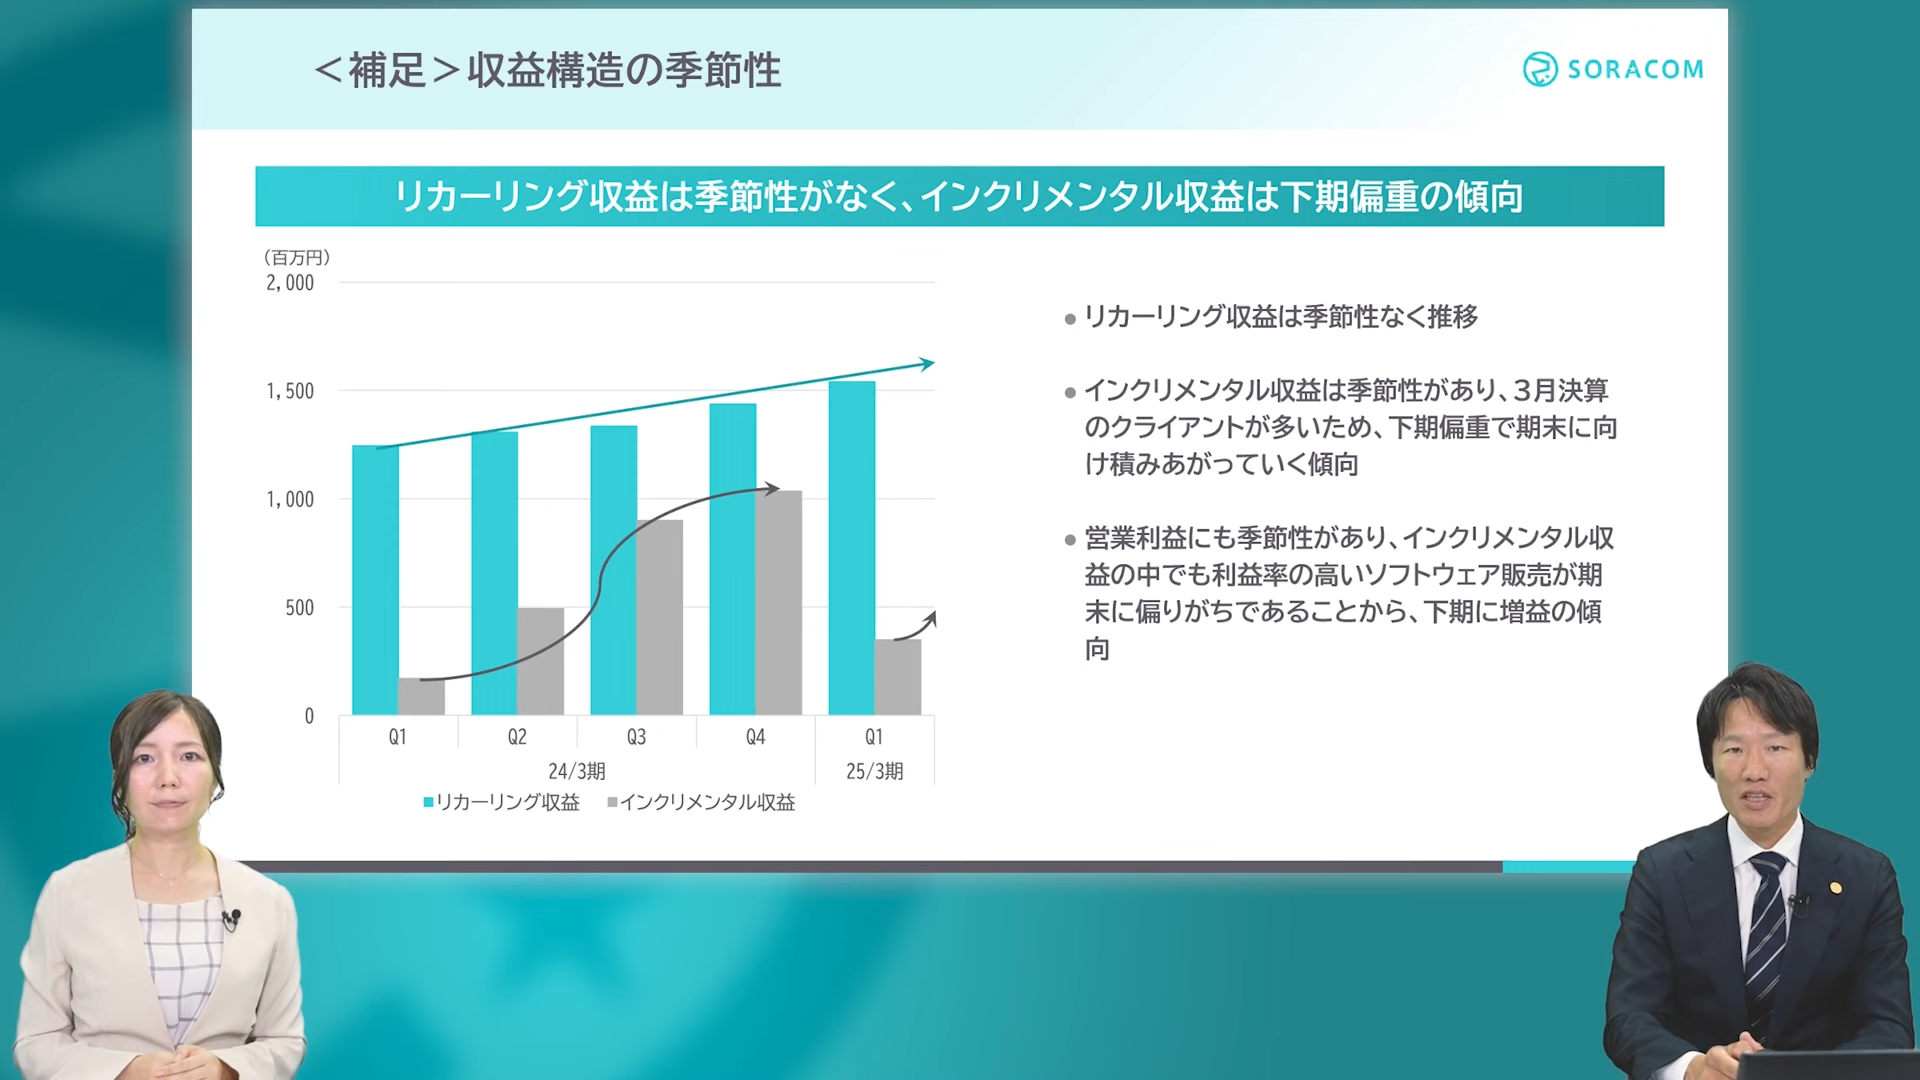 ＜補足＞収益構造の季節性
SORACOM
リカーリング収益は季節性がなく、インクリメンタル収益は下期偏重の傾向
（百万円）
2,000
1,500
1,000
500
0
Q1 Q2 Q3 Q4 Q1
24/3期 25/3期
リカーリング収益 インクリメンタル収益
● リカーリング収益は季節性なく推移
● インクリメンタル収益は季節性があり、3月決算
のクライアントが多いため、下期偏重で期末に向
け積みあがっていく傾向
● 営業利益にも季節性があり、インクリメンタル収
益の中でも利益率の高いソフトウェア販売が期
末に偏りがちであることから、下期に増益の傾
向